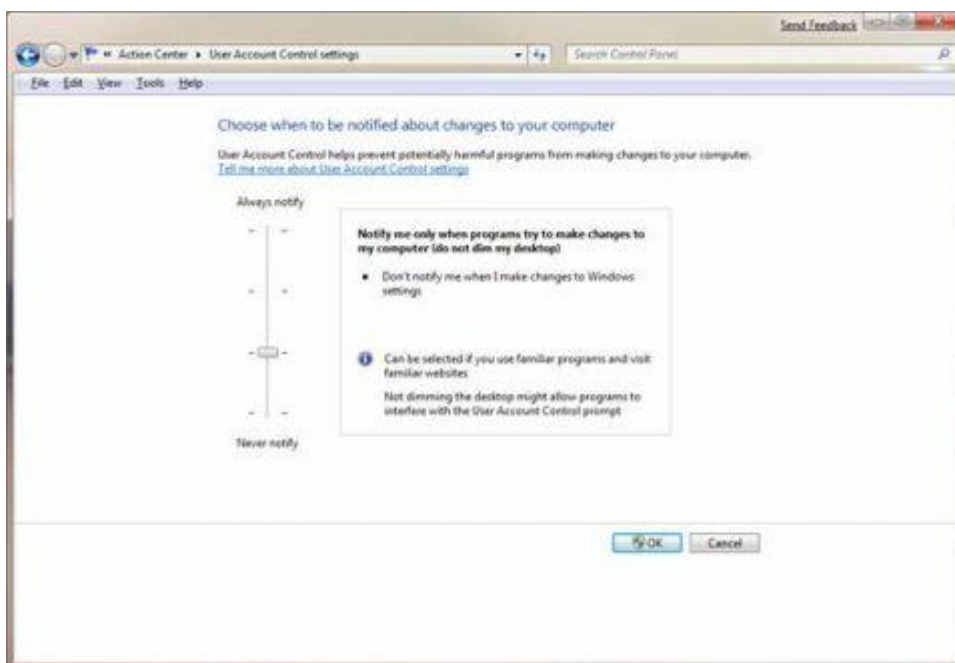 Send Feedback
« Action Center ▸ User Account Control settings
Search Control Panel
File Edit View Tools Help
Choose when to be notified about changes to your computer
User Account Control helps prevent potentially harmful programs from making changes to your computer.
Tell me more about User Account Control settings
Always notify
Notify me only when programs try to make changes to
my computer (do not dim my desktop)
• Don't notify me when I make changes to Windows
settings
Can be selected if you use familiar programs and visit
familiar websites
Not dimming the desktop might allow programs to
interfere with the User Account Control prompt
Never notify
OK Cancel